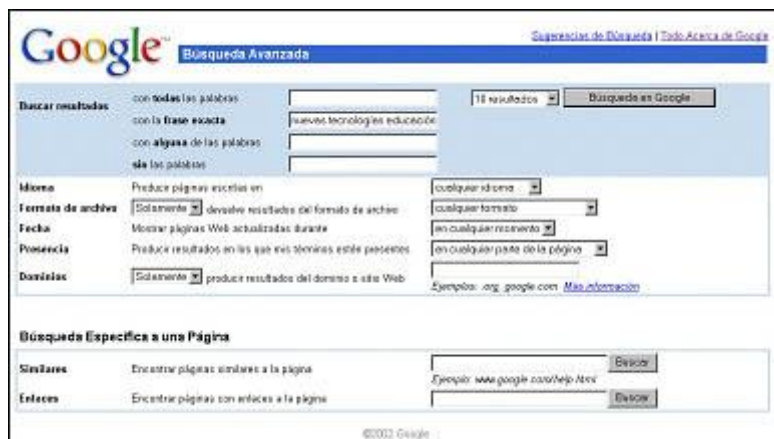 Google™
Búsqueda Avanzada
Sugerencias de Búsqueda | Todo Acerca de Google
Buscar resultados
con todas las palabras
10 resultados
Búsqueda en Google
con la frase exacta
nuevas tecnologías educación
con alguna de las palabras
sin las palabras
Idioma Produce páginas escritas en cualquier idioma
Formato de archivo Solamente devuelve resultados del formato de archivo cualquier formato
Fecha Mostrar páginas Web actualizadas durante en cualquier momento
Presencia Producir resultados en los que mis términos estén presentes en cualquier parte de la página
Dominios Solamente producir resultados del dominio o sitio Web
Ejemplos: .org, google.com Más información
Búsqueda Específica a una Página
Similares Encontrar páginas similares a la página Buscar
Ejemplo: www.google.com/help.html
Enlaces Encontrar páginas con enlaces a la página Buscar
©2002 Google